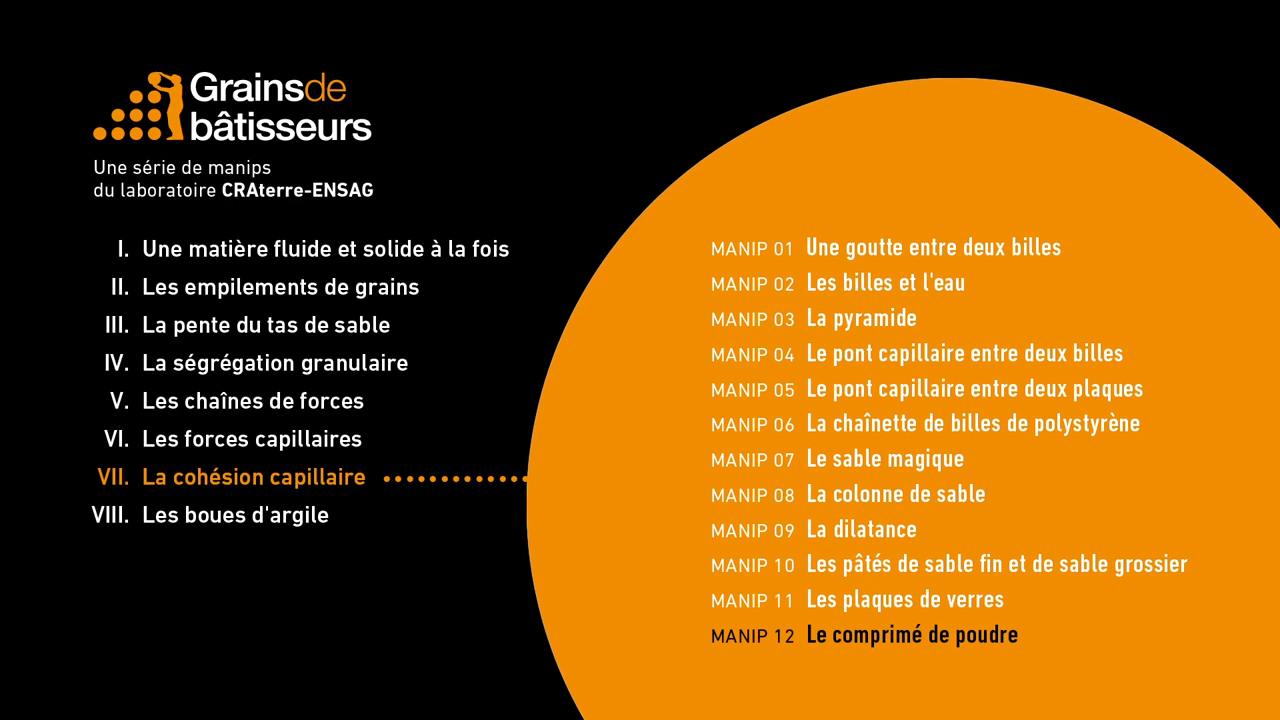 Grainsde
bâtisseurs
Une série de manips
du laboratoire CRAterre-ENSAG
I. Une matière fluide et solide à la fois
II. Les empilements de grains
III. La pente du tas de sable
IV. La ségrégation granulaire
V. Les chaînes de forces
VI. Les forces capillaires
VII. La cohésion capillaire
VIII. Les boues d'argile
MANIP 01 Une goutte entre deux billes
MANIP 02 Les billes et l'eau
MANIP 03 La pyramide
MANIP 04 Le pont capillaire entre deux billes
MANIP 05 Le pont capillaire entre deux plaques
MANIP 06 La chaînette de billes de polystyrène
MANIP 07 Le sable magique
MANIP 08 La colonne de sable
MANIP 09 La dilatance
MANIP 10 Les pâtés de sable fin et de sable grossier
MANIP 11 Les plaques de verres
MANIP 12 Le comprimé de poudre